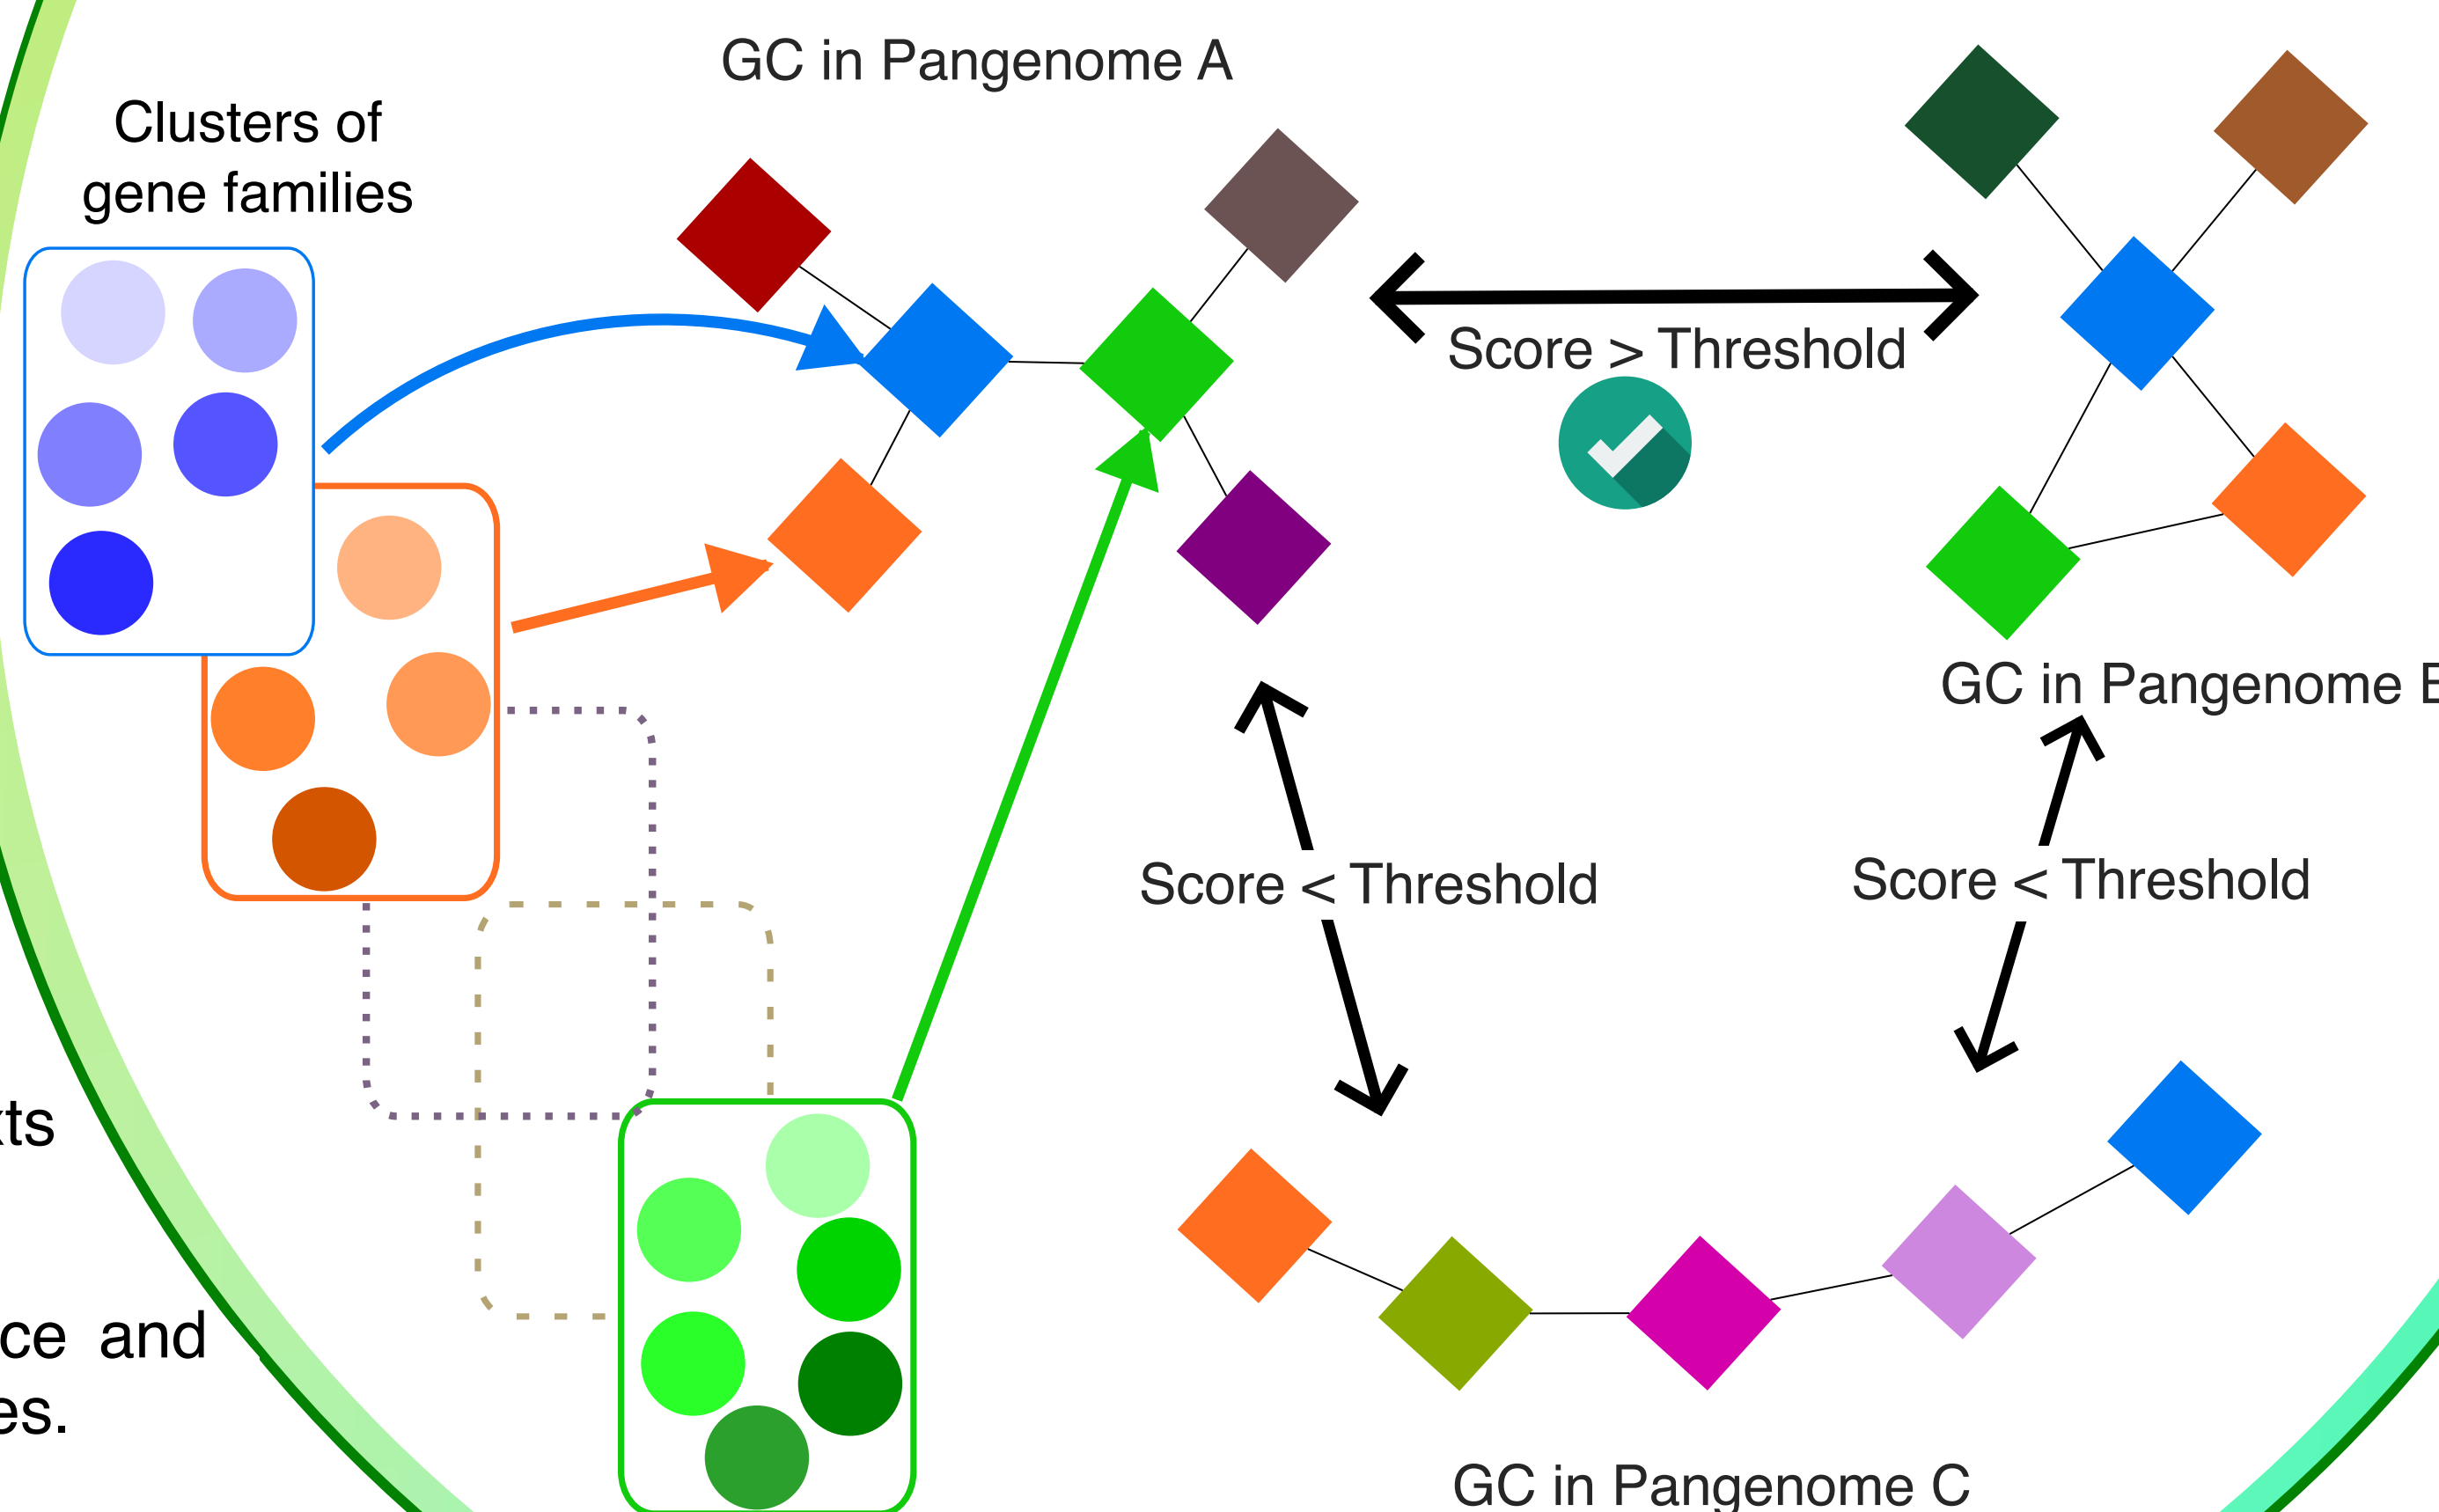 GC in Pangenome A
Clusters of
gene families
Score > Threshold
GC in Pangenome
Score < Threshold
Score < Threshold
ce and
es.
GC in Pangenome C